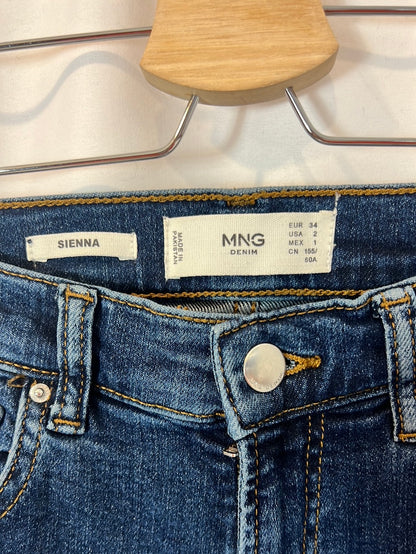 SIENNA
MADE IN
PAKISTAN
MNG
DENIM
EUR 34
USA 2
MEX 1
CN 155/
60A